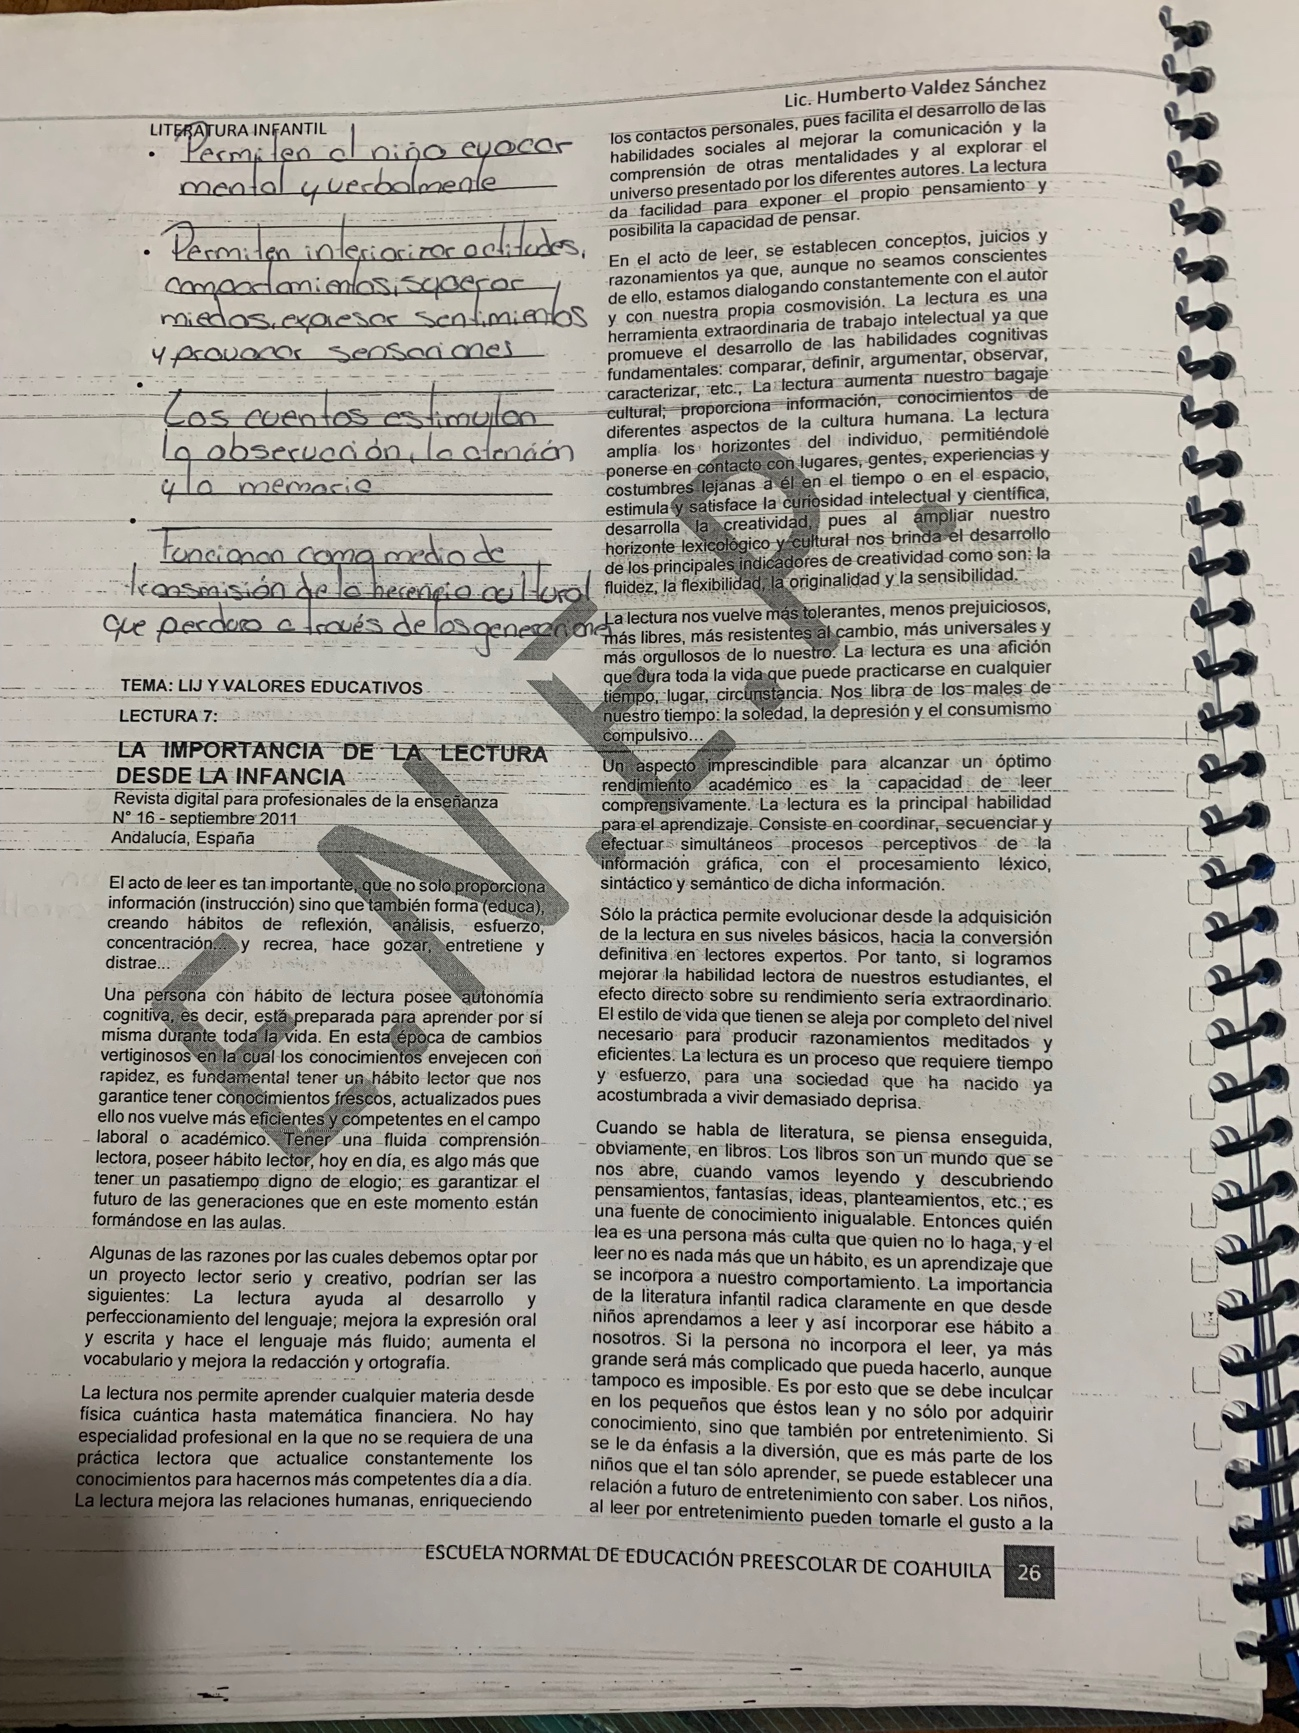 Lic. Humberto Valdez Sánchez
LITERATURA INFANTIL
• Permiten al niño evocar
mental y verbalmente
• Permiten interiorizar actitudes,
comportamientos, superar
miedos, expresar sentimientos
y provocar sensaciones
•
Los cuentos estimulan
la observación, la atención
y la memoria
•
Funcionan como medio de
transmisión de la herencia cultural
que perdura a través de las generaciones
TEMA: LIJ Y VALORES EDUCATIVOS
LECTURA 7:
LA IMPORTANCIA DE LA LECTURA
DESDE LA INFANCIA
Revista digital para profesionales de la enseñanza
N° 16 - septiembre 2011
Andalucía, España
El acto de leer es tan importante, que no solo proporciona
información (instrucción) sino que también forma (educa),
creando hábitos de reflexión, análisis, esfuerzo,
concentración... y recrea, hace gozar, entretiene y
distrae...
Una persona con hábito de lectura posee autonomía
cognitiva, es decir, está preparada para aprender por sí
misma durante toda la vida. En esta época de cambios
vertiginosos en la cual los conocimientos envejecen con
rapidez, es fundamental tener un hábito lector que nos
garantice tener conocimientos frescos, actualizados pues
ello nos vuelve más eficientes y competentes en el campo
laboral o académico. Tener una fluida comprensión
lectora, poseer hábito lector, hoy en día, es algo más que
tener un pasatiempo digno de elogio; es garantizar el
futuro de las generaciones que en este momento están
formándose en las aulas.
Algunas de las razones por las cuales debemos optar por
un proyecto lector serio y creativo, podrían ser las
siguientes: La lectura ayuda al desarrollo y
perfeccionamiento del lenguaje; mejora la expresión oral
y escrita y hace el lenguaje más fluido; aumenta el
vocabulario y mejora la redacción y ortografía.
La lectura nos permite aprender cualquier materia desde
física cuántica hasta matemática financiera. No hay
especialidad profesional en la que no se requiera de una
práctica lectora que actualice constantemente los
conocimientos para hacernos más competentes día a día.
La lectura mejora las relaciones humanas, enriqueciendo
los contactos personales, pues facilita el desarrollo de las
habilidades sociales al mejorar la comunicación y la
comprensión de otras mentalidades y al explorar el
universo presentado por los diferentes autores. La lectura
da facilidad para exponer el propio pensamiento y
posibilita la capacidad de pensar.
En el acto de leer, se establecen conceptos, juicios y
razonamientos ya que, aunque no seamos conscientes
de ello, estamos dialogando constantemente con el autor
y con nuestra propia cosmovisión. La lectura es una
herramienta extraordinaria de trabajo intelectual ya que
promueve el desarrollo de las habilidades cognitivas
fundamentales: comparar, definir, argumentar, observar,
caracterizar, etc., La lectura aumenta nuestro bagaje
cultural; proporciona información, conocimientos de
diferentes aspectos de la cultura humana. La lectura
amplía los horizontes del individuo, permitiéndole
ponerse en contacto con lugares, gentes, experiencias y
costumbres lejanas a él en el tiempo o en el espacio,
estimula y satisface la curiosidad intelectual y científica,
desarrolla la creatividad, pues al ampliar nuestro
horizonte lexicológico y cultural nos brinda el desarrollo
de los principales indicadores de creatividad como son: la
fluidez, la flexibilidad, la originalidad y la sensibilidad.
La lectura nos vuelve más tolerantes, menos prejuiciosos,
más libres, más resistentes al cambio, más universales y
más orgullosos de lo nuestro. La lectura es una afición
que dura toda la vida que puede practicarse en cualquier
tiempo, lugar, circunstancia. Nos libra de los males de
nuestro tiempo: la soledad, la depresión y el consumismo
compulsivo...
Un aspecto imprescindible para alcanzar un óptimo
rendimiento académico es la capacidad de leer
comprensivamente. La lectura es la principal habilidad
para el aprendizaje. Consiste en coordinar, secuenciar y
efectuar simultáneos procesos perceptivos de la
información gráfica, con el procesamiento léxico,
sintáctico y semántico de dicha información.
Sólo la práctica permite evolucionar desde la adquisición
de la lectura en sus niveles básicos, hacia la conversión
definitiva en lectores expertos. Por tanto, si logramos
mejorar la habilidad lectora de nuestros estudiantes, el
efecto directo sobre su rendimiento sería extraordinario.
El estilo de vida que tienen se aleja por completo del nivel
necesario para producir razonamientos meditados y
eficientes. La lectura es un proceso que requiere tiempo
y esfuerzo, para una sociedad que ha nacido ya
acostumbrada a vivir demasiado deprisa.
Cuando se habla de literatura, se piensa enseguida,
obviamente, en libros. Los libros son un mundo que se
nos abre, cuando vamos leyendo y descubriendo
pensamientos, fantasías, ideas, planteamientos, etc.; es
una fuente de conocimiento inigualable. Entonces quién
lea es una persona más culta que quien no lo haga, y el
leer no es nada más que un hábito, es un aprendizaje que
se incorpora a nuestro comportamiento. La importancia
de la literatura infantil radica claramente en que desde
niños aprendamos a leer y así incorporar ese hábito a
nosotros. Si la persona no incorpora el leer, ya más
grande será más complicado que pueda hacerlo, aunque
tampoco es imposible. Es por esto que se debe inculcar
en los pequeños que éstos lean y no sólo por adquirir
conocimiento, sino que también por entretenimiento. Si
se le da énfasis a la diversión, que es más parte de los
niños que el tan sólo aprender, se puede establecer una
relación a futuro de entretenimiento con saber. Los niños,
al leer por entretenimiento pueden tomarle el gusto a la
E.N.E.P.
ESCUELA NORMAL DE EDUCACIÓN PREESCOLAR DE COAHUILA 26